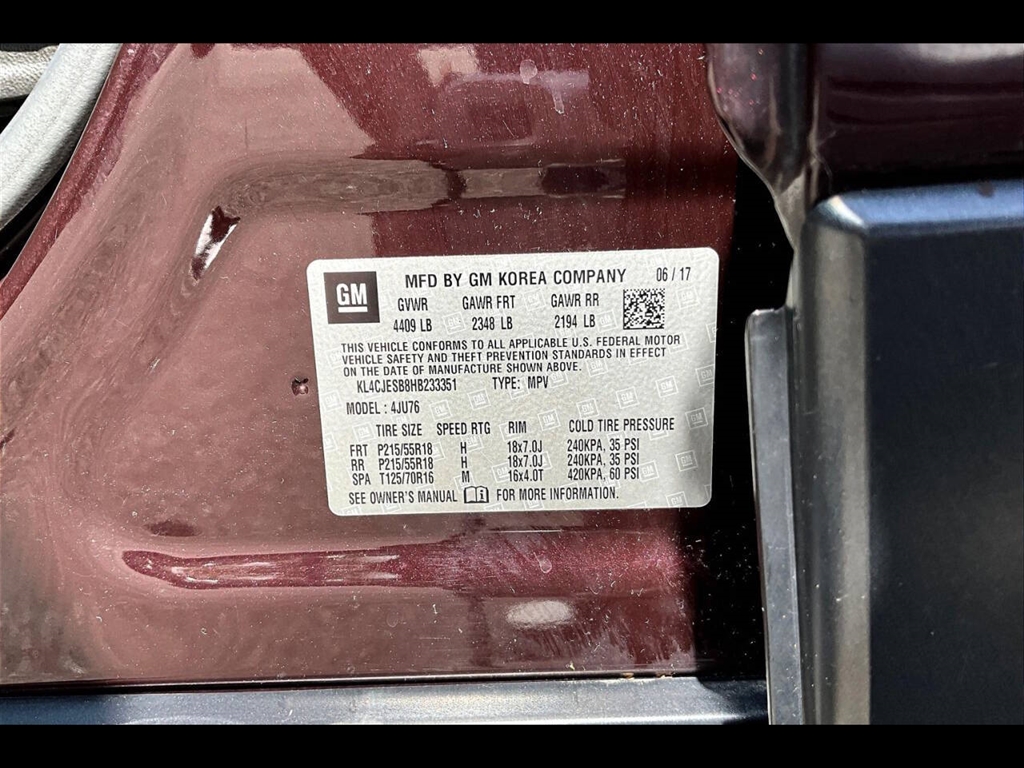 GM MFD BY GM KOREA COMPANY 06 / 17
GVWR GAWR FRT GAWR RR
4409 LB 2348 LB 2194 LB
THIS VEHICLE CONFORMS TO ALL APPLICABLE U.S. FEDERAL MOTOR
VEHICLE SAFETY AND THEFT PREVENTION STANDARDS IN EFFECT
ON THE DATE OF MANUFACTURE SHOWN ABOVE.
KL4CJESB8HB233351 TYPE: MPV
MODEL : 4JU76
TIRE SIZE SPEED RTG RIM COLD TIRE PRESSURE
FRT P215/55R18 H 18x7.0J 240KPA, 35 PSI
RR P215/55R18 H 18x7.0J 240KPA, 35 PSI
SPA T125/70R16 M 16x4.0T 420KPA, 60 PSI
SEE OWNER'S MANUAL FOR MORE INFORMATION.